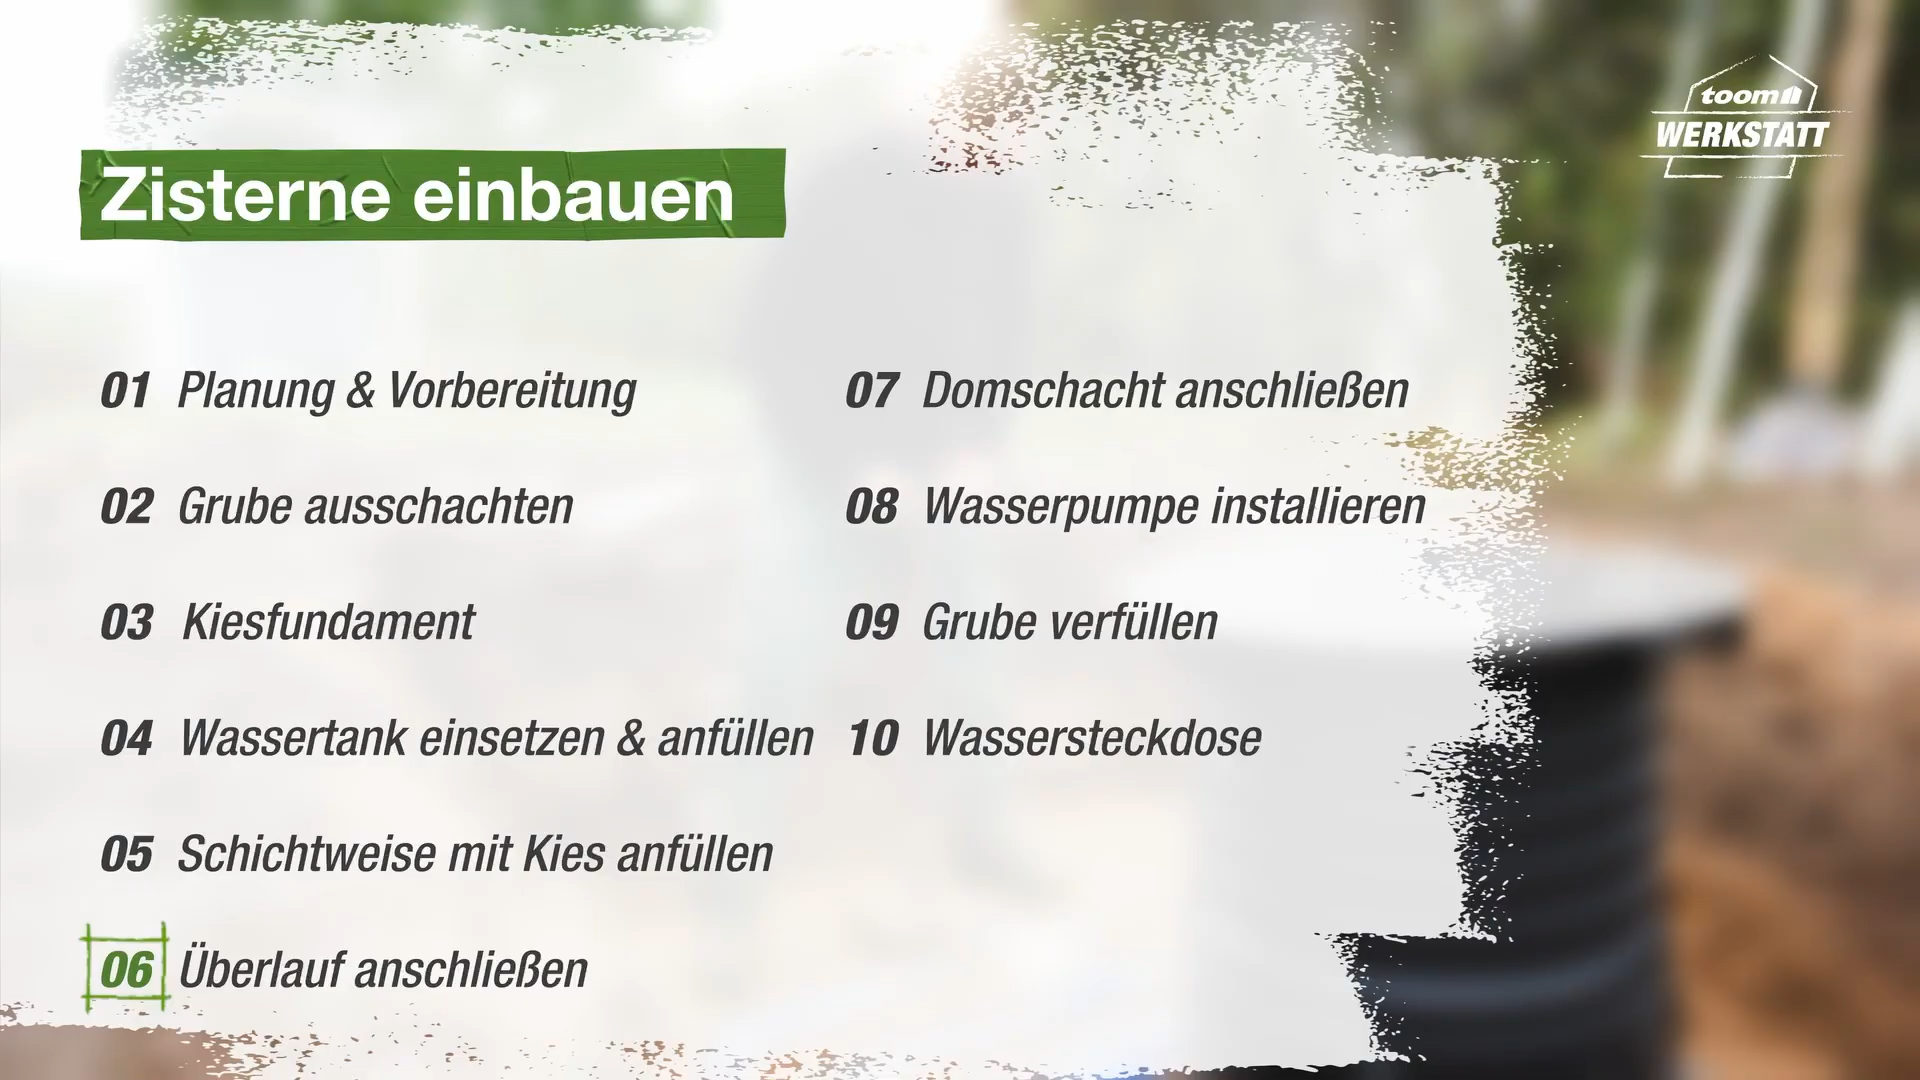 toom
WERKSTATT
Zisterne einbauen
01 Planung & Vorbereitung
02 Grube ausschachten
03 Kiesfundament
04 Wassertank einsetzen & anfüllen
05 Schichtweise mit Kies anfüllen
06 Überlauf anschließen
07 Domschacht anschließen
08 Wasserpumpe installieren
09 Grube verfüllen
10 Wassersteckdose